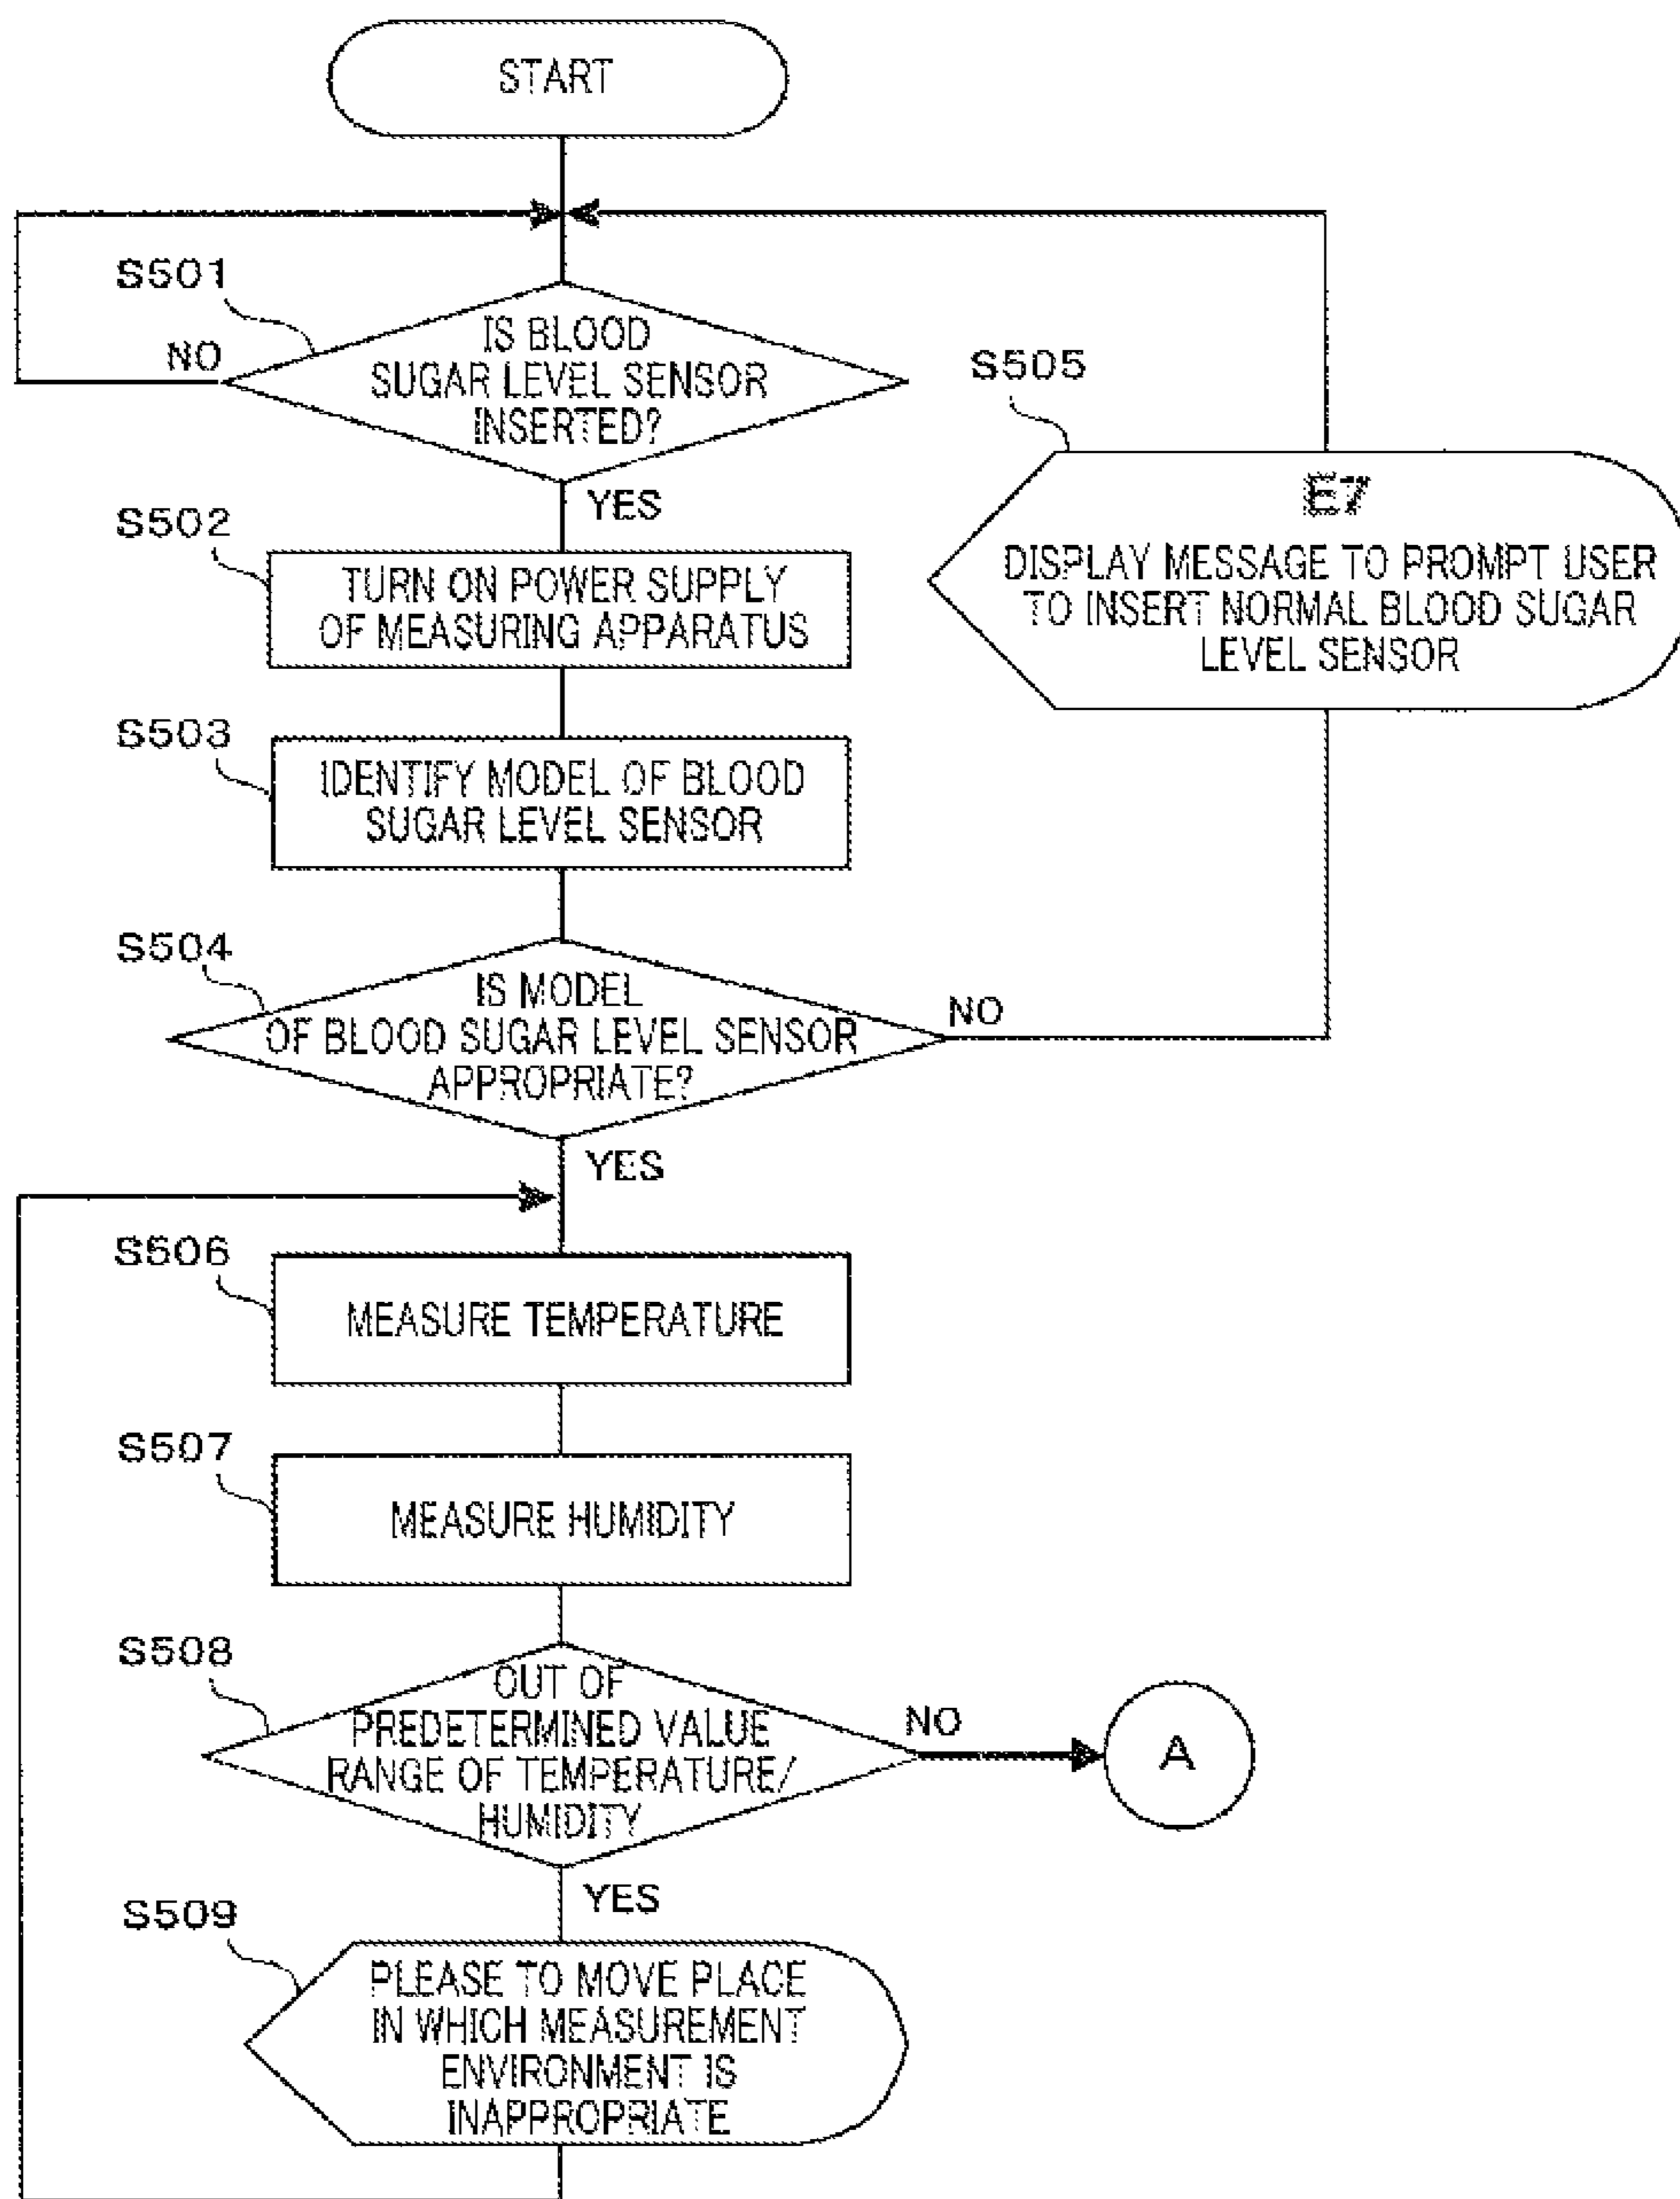 START
S501
IS BLOOD
SUGAR LEVEL SENSOR
INSERTED?
NO
YES
S502
TURN ON POWER SUPPLY
OF MEASURING APPARATUS
S503
IDENTIFY MODEL OF BLOOD
SUGAR LEVEL SENSOR
S504
IS MODEL
OF BLOOD SUGAR LEVEL SENSOR
APPROPRIATE?
NO
YES
S505
E7
DISPLAY MESSAGE TO PROMPT USER
TO INSERT NORMAL BLOOD SUGAR
LEVEL SENSOR
S506
MEASURE TEMPERATURE
S507
MEASURE HUMIDITY
S508
OUT OF
PREDETERMINED VALUE
RANGE OF TEMPERATURE/
HUMIDITY
NO
A
YES
S509
PLEASE TO MOVE PLACE
IN WHICH MEASUREMENT
ENVIRONMENT IS
INAPPROPRIATE